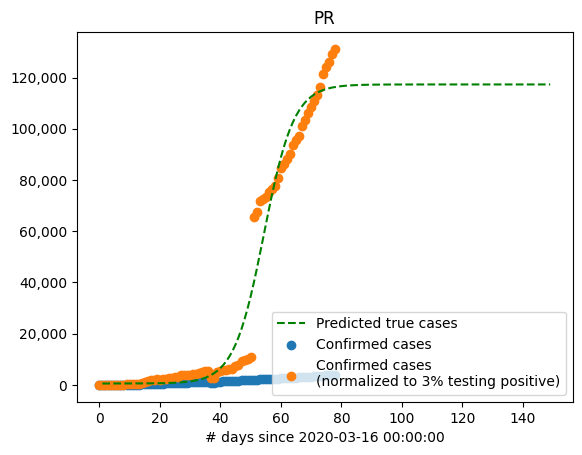 PR
120,000
100,000
80,000
60,000
40,000
20,000
0
Predicted true cases
Confirmed cases
Confirmed cases
(normalized to 3% testing positive)
0 20 40 60 80 100 120 140
# days since 2020-03-16 00:00:00